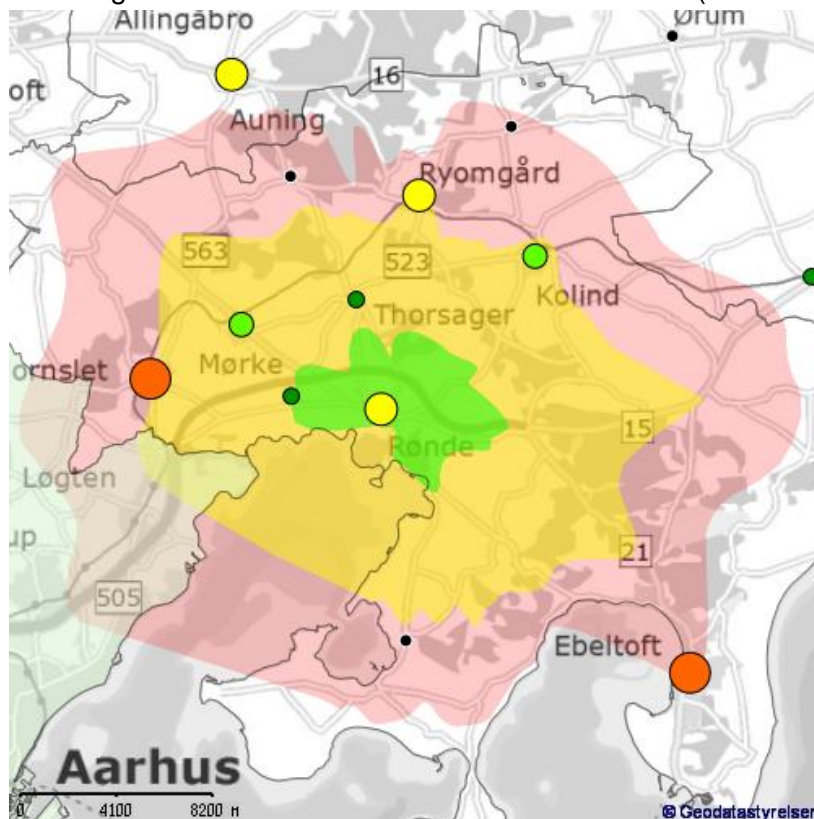 Allingåbro
Ørum
16
oft
Auning
Ryomgård
563
523
Kolind
Thorsager
ornslet
Mørke
15
Rønde
Løgten
up
21
505
Ebeltoft
Aarhus
0 4100 8200 M
© Geodatastyrelsen